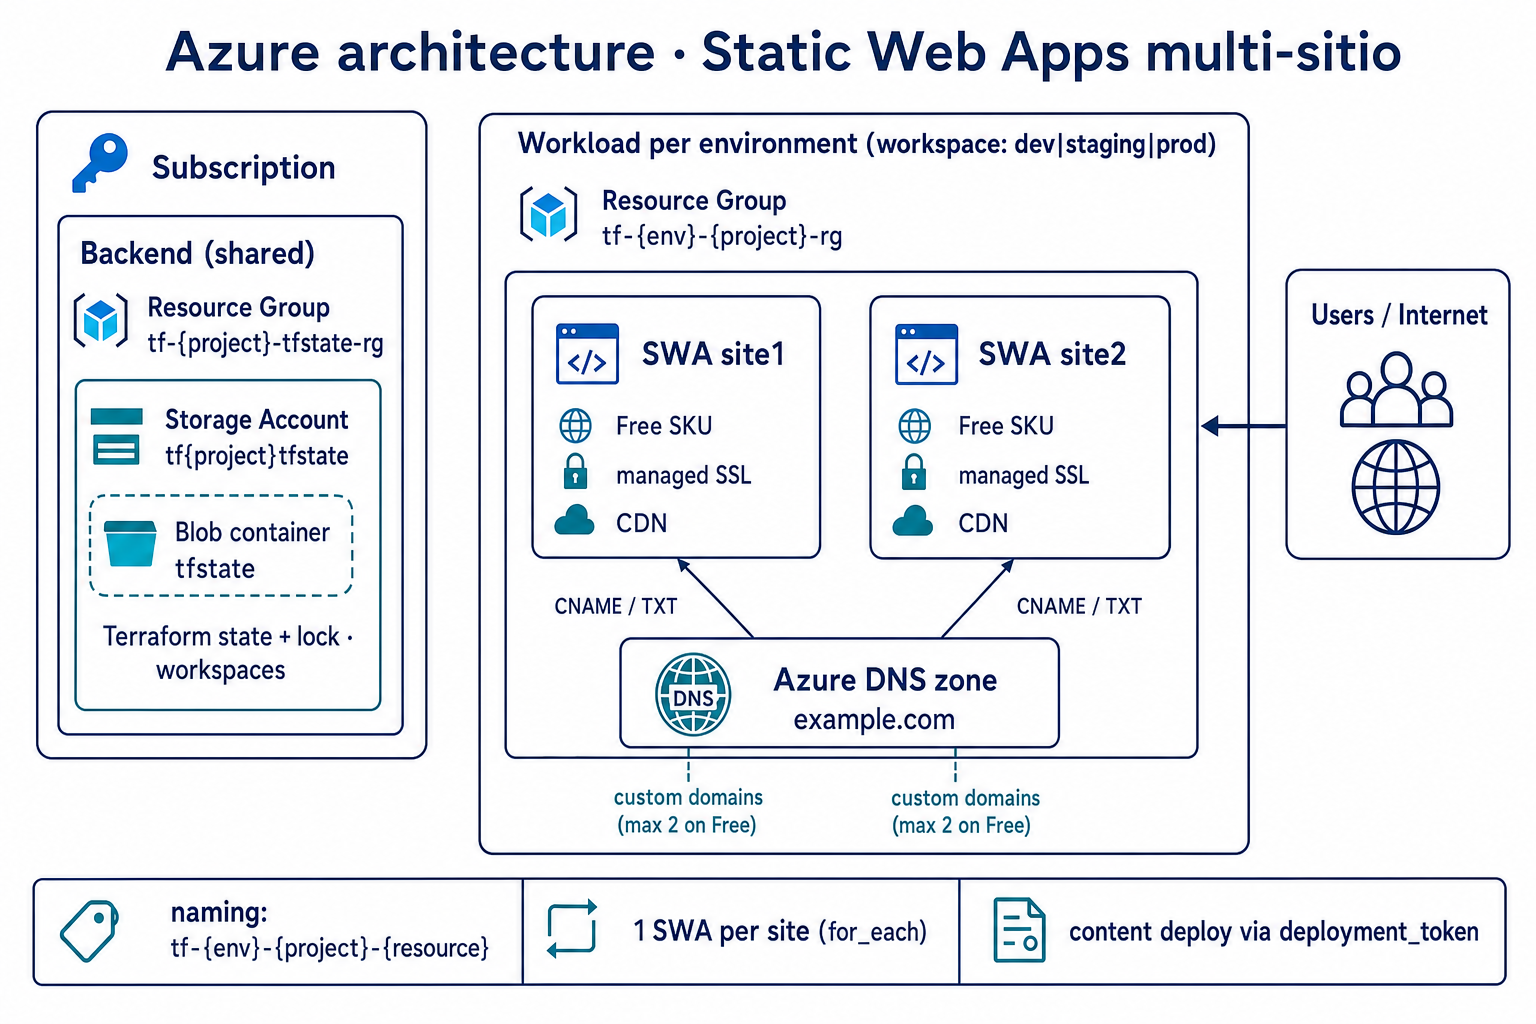 Azure architecture · Static Web Apps multi-sitio
Subscription
Backend (shared)
Resource Group
tf-{project}-tfstate-rg
Storage Account
tf{project}tfstate
Blob container
tfstate
Terraform state + lock ·
workspaces
Workload per environment (workspace: dev|staging|prod)
Resource Group
tf-{env}-{project}-rg
</>
SWA site1
Free SKU
managed SSL
CDN
</>
SWA site2
Free SKU
managed SSL
CDN
CNAME / TXT
CNAME / TXT
DNS
Azure DNS zone
example.com
custom domains
(max 2 on Free)
custom domains
(max 2 on Free)
Users / Internet
naming:
tf-{env}-{project}-{resource}
1 SWA per site (for_each)
content deploy via deployment_token